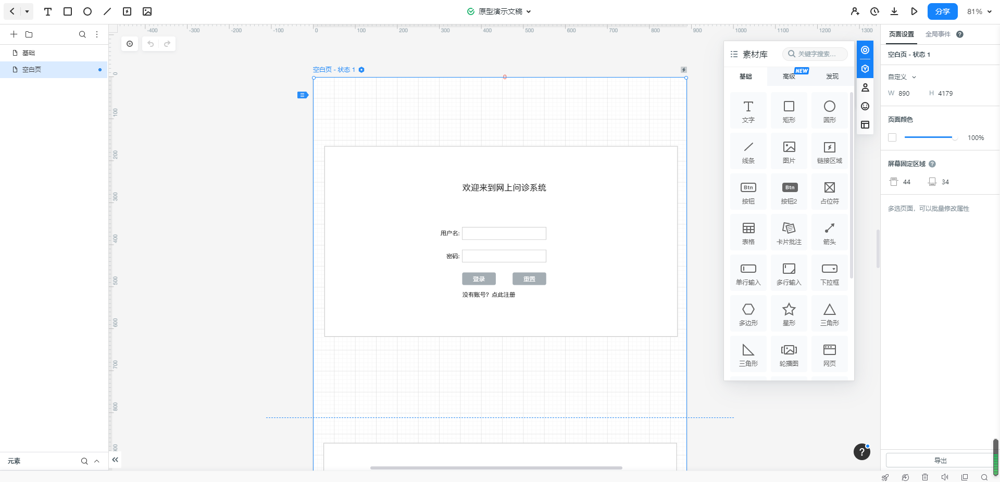 原型演示文稿
分享
81%
-400
-300
-200
-100
0
100
200
300
400
500
600
700
800
900
1000
1100
1200
1300
基础
空白页
空白页 - 状态 1
0
0
100
200
300
400
500
600
700
800
欢迎来到网上问诊系统
用户名:
密码:
登录
重置
没有账号？点此注册
素材库
关键字搜索...
基础
高级
NEW
发现
文字
矩形
圆形
线条
图片
链接区域
Btn
Btn
按钮
按钮2
占位符
表格
卡片批注
箭头
单行输入
多行输入
下拉框
多边形
星形
三角形
三角形
轮播图
网页
页面设置
全局事件
?
空白页 - 状态 1
自定义
W 890
H 4179
页面颜色
100%
屏幕固定区域
?
44
34
多选页面，可以批量修改属性
元素
?
导出